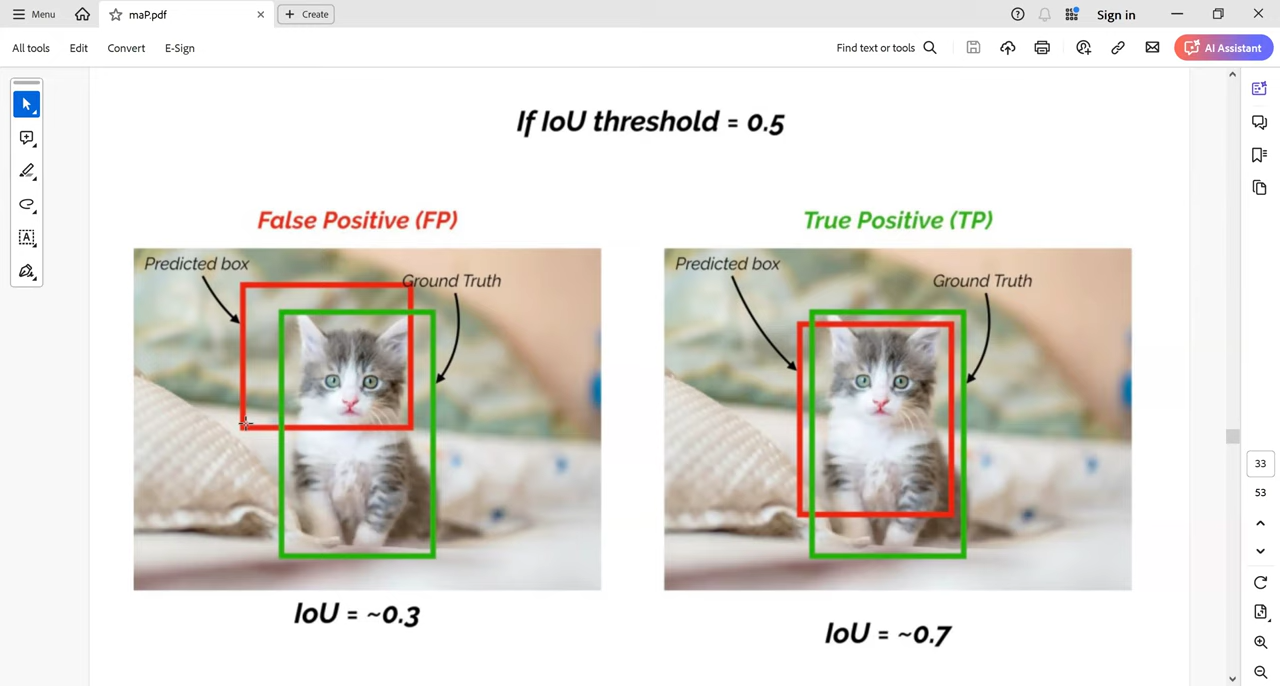 Menu
maP.pdf
Create
Sign in
All tools
Edit
Convert
E-Sign
Find text or tools
AI Assistant
If IoU threshold = 0.5
False Positive (FP)
True Positive (TP)
Predicted box
Ground Truth
Predicted box
Ground Truth
IoU = ~0.3
IoU = ~0.7
33
53